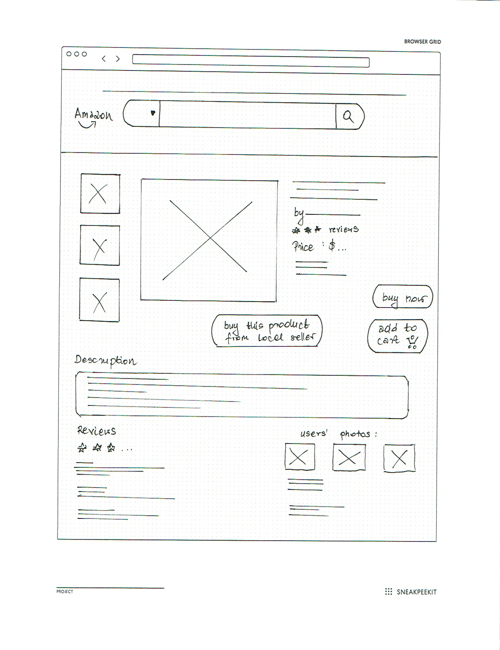 BROWSER GRID
Amazon
by
reviews
Price : $...
buy now
buy this product
from local seller
add to
cart
Description
Reviews
...
users' photos :
PROJECT
SNEAKPEEKIT